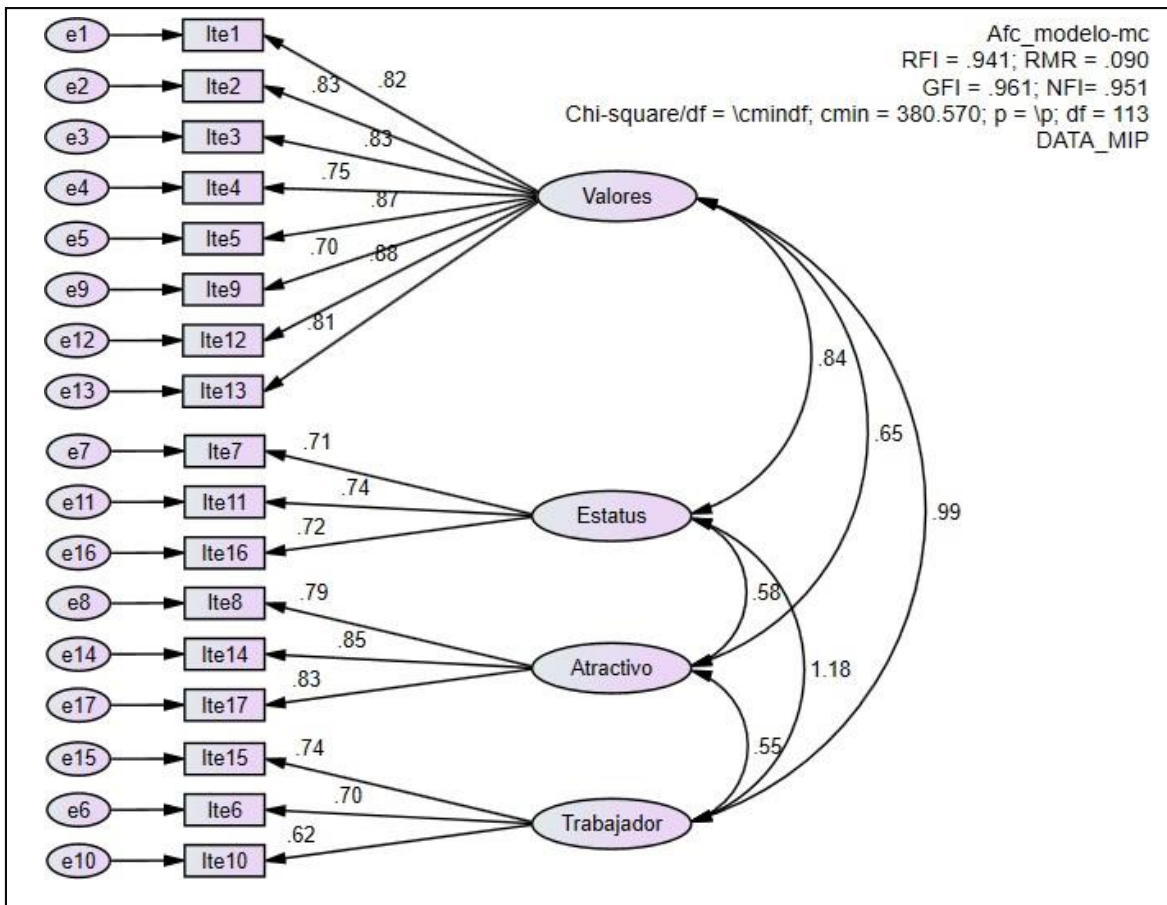 Afc_modelo-mc
RFI = .941; RMR = .090
GFI = .961; NFI= .951
Chi-square/df = \cmindf; cmin = 380.570; p = \p; df = 113
DATA_MIP
e1 Ite1 .82
e2 Ite2 .83
e3 Ite3 .83
e4 Ite4 .75
Valores
e5 Ite5 .87
e9 Ite9 .70 .88
e12 Ite12 .81
e13 Ite13
.84
.65
.99
e7 Ite7 .71
e11 Ite11 .74
Estatus
e16 Ite16 .72
e8 Ite8 .79
.58
e14 Ite14 .85
Atractivo
1.18
e17 Ite17 .83
e15 Ite15 .74
.55
e6 Ite6 .70
Trabajador
e10 Ite10 .62